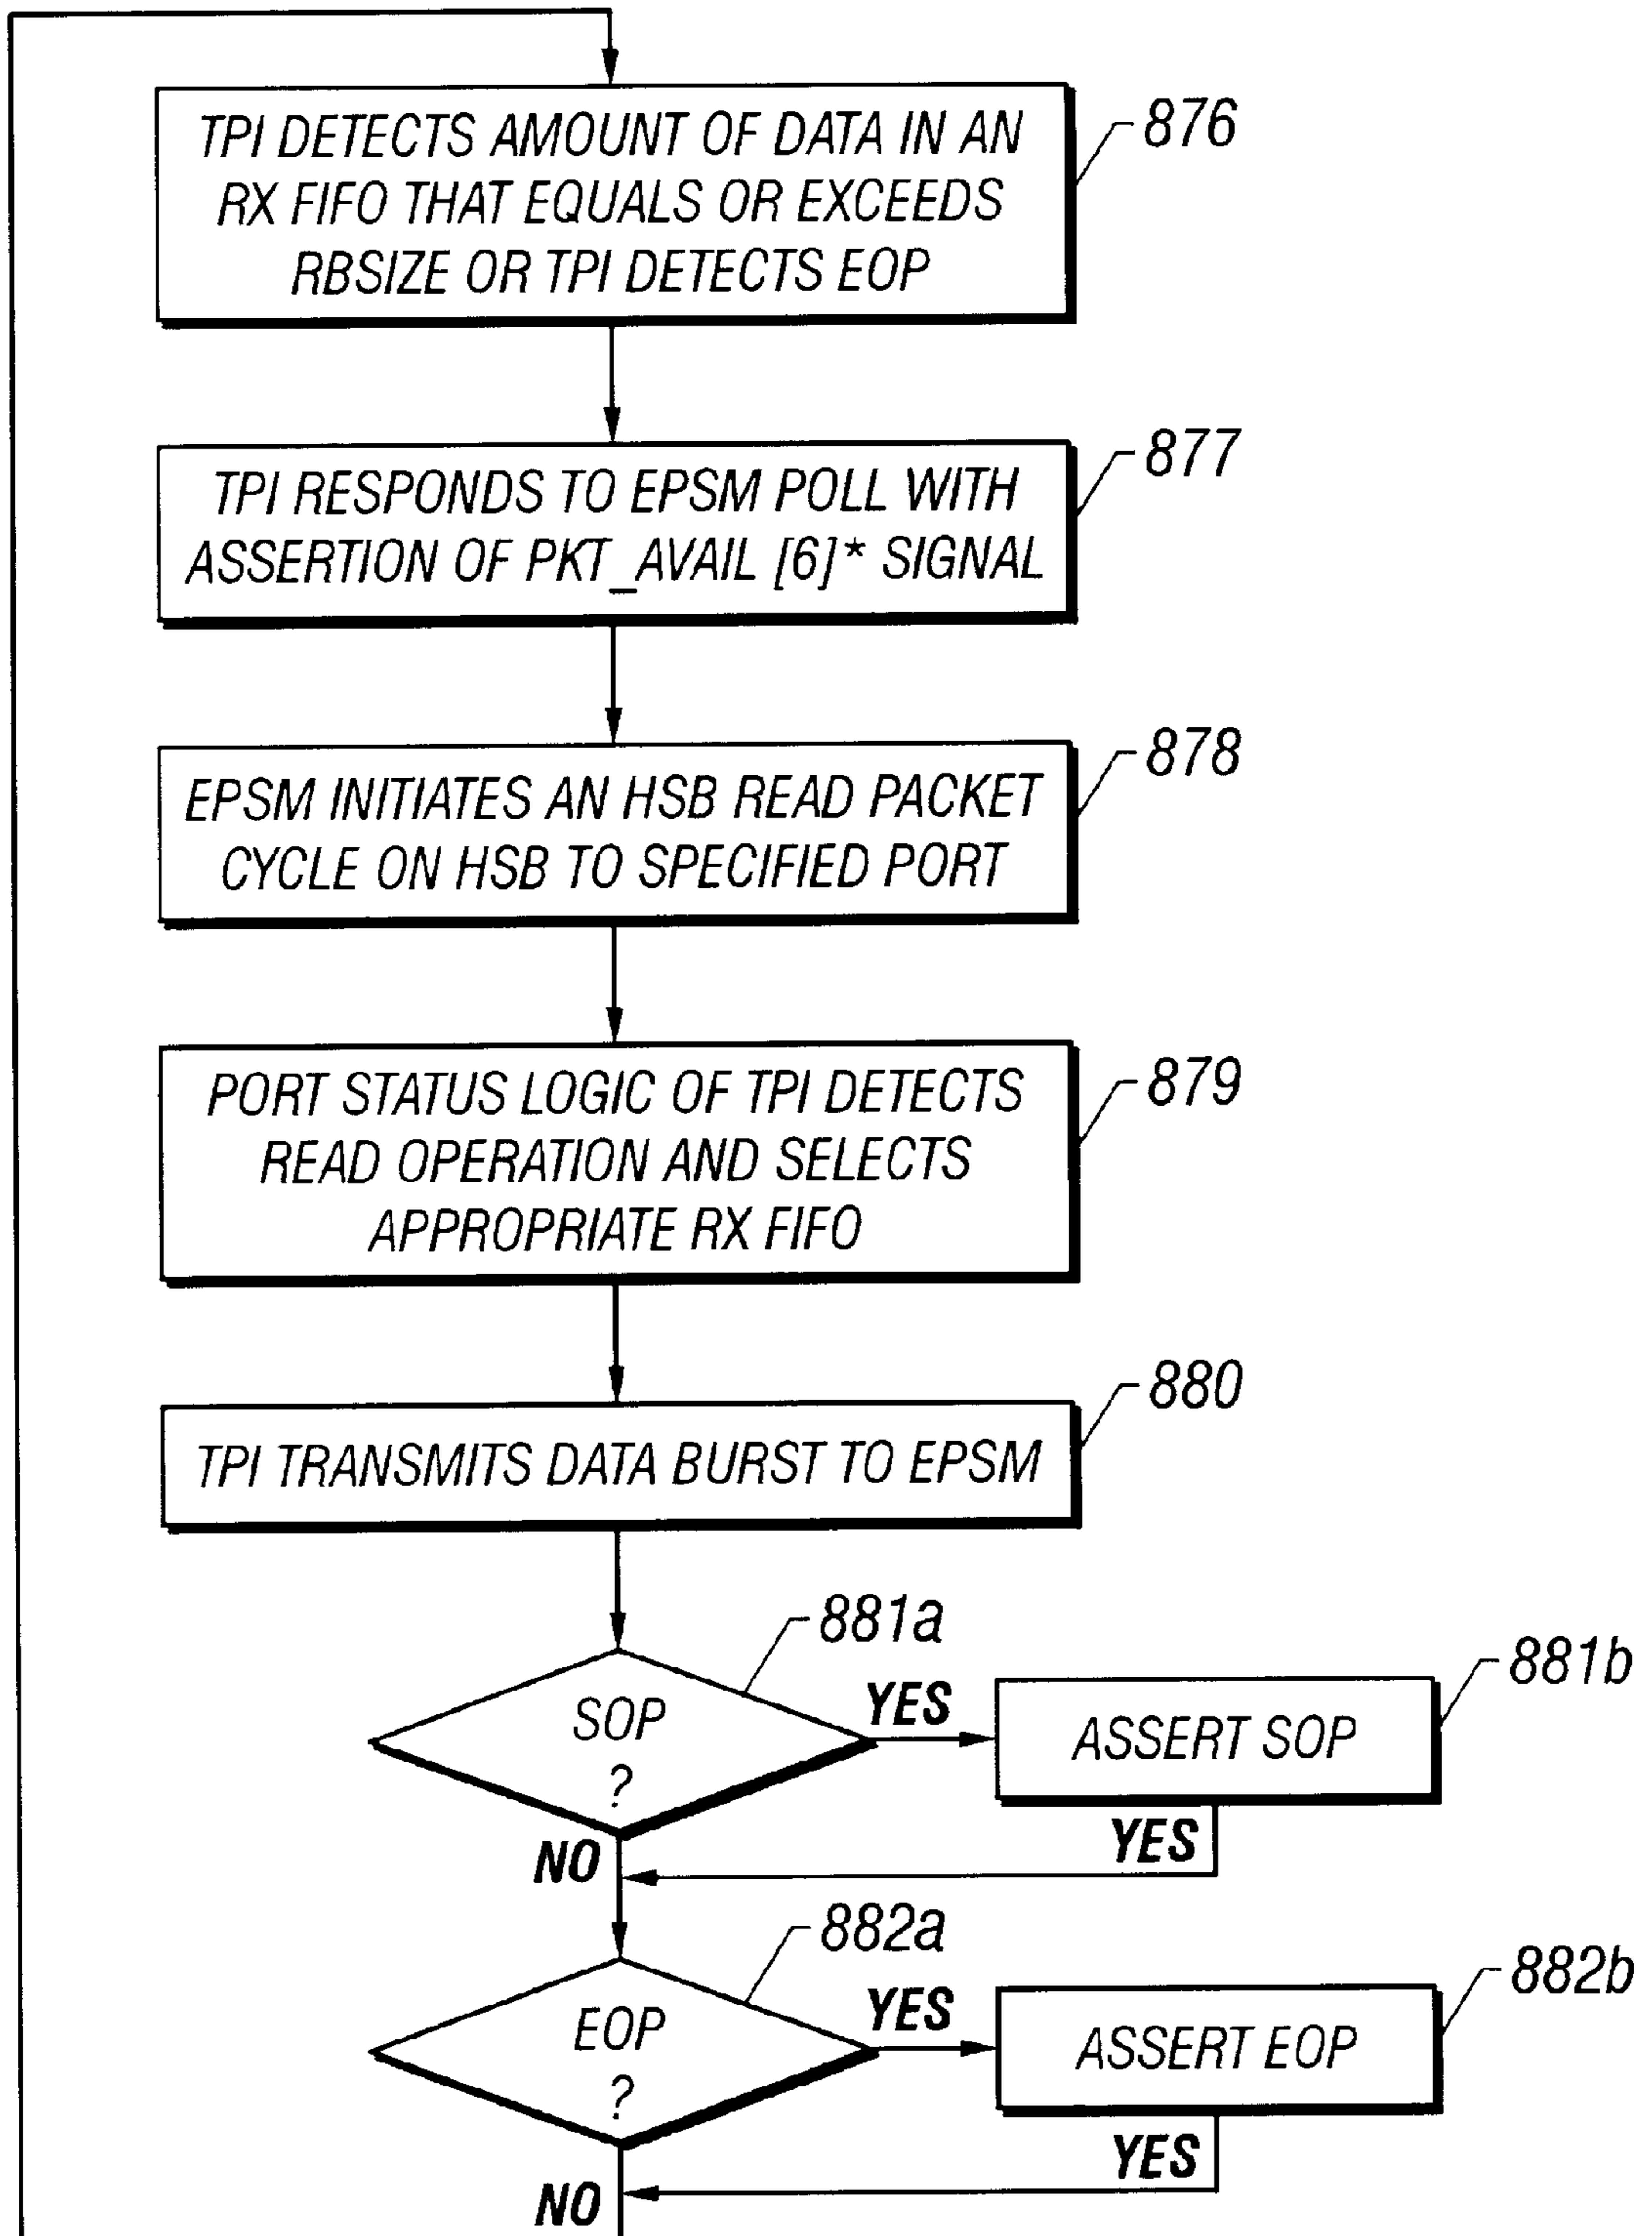 TPI DETECTS AMOUNT OF DATA IN AN
RX FIFO THAT EQUALS OR EXCEEDS
RBSIZE OR TPI DETECTS EOP
876
TPI RESPONDS TO EPSM POLL WITH
ASSERTION OF PKT_AVAIL [6]* SIGNAL
877
EPSM INITIATES AN HSB READ PACKET
CYCLE ON HSB TO SPECIFIED PORT
878
PORT STATUS LOGIC OF TPI DETECTS
READ OPERATION AND SELECTS
APPROPRIATE RX FIFO
879
TPI TRANSMITS DATA BURST TO EPSM
880
SOP
?
881a
YES
ASSERT SOP
881b
YES
NO
EOP
?
882a
YES
ASSERT EOP
882b
YES
NO